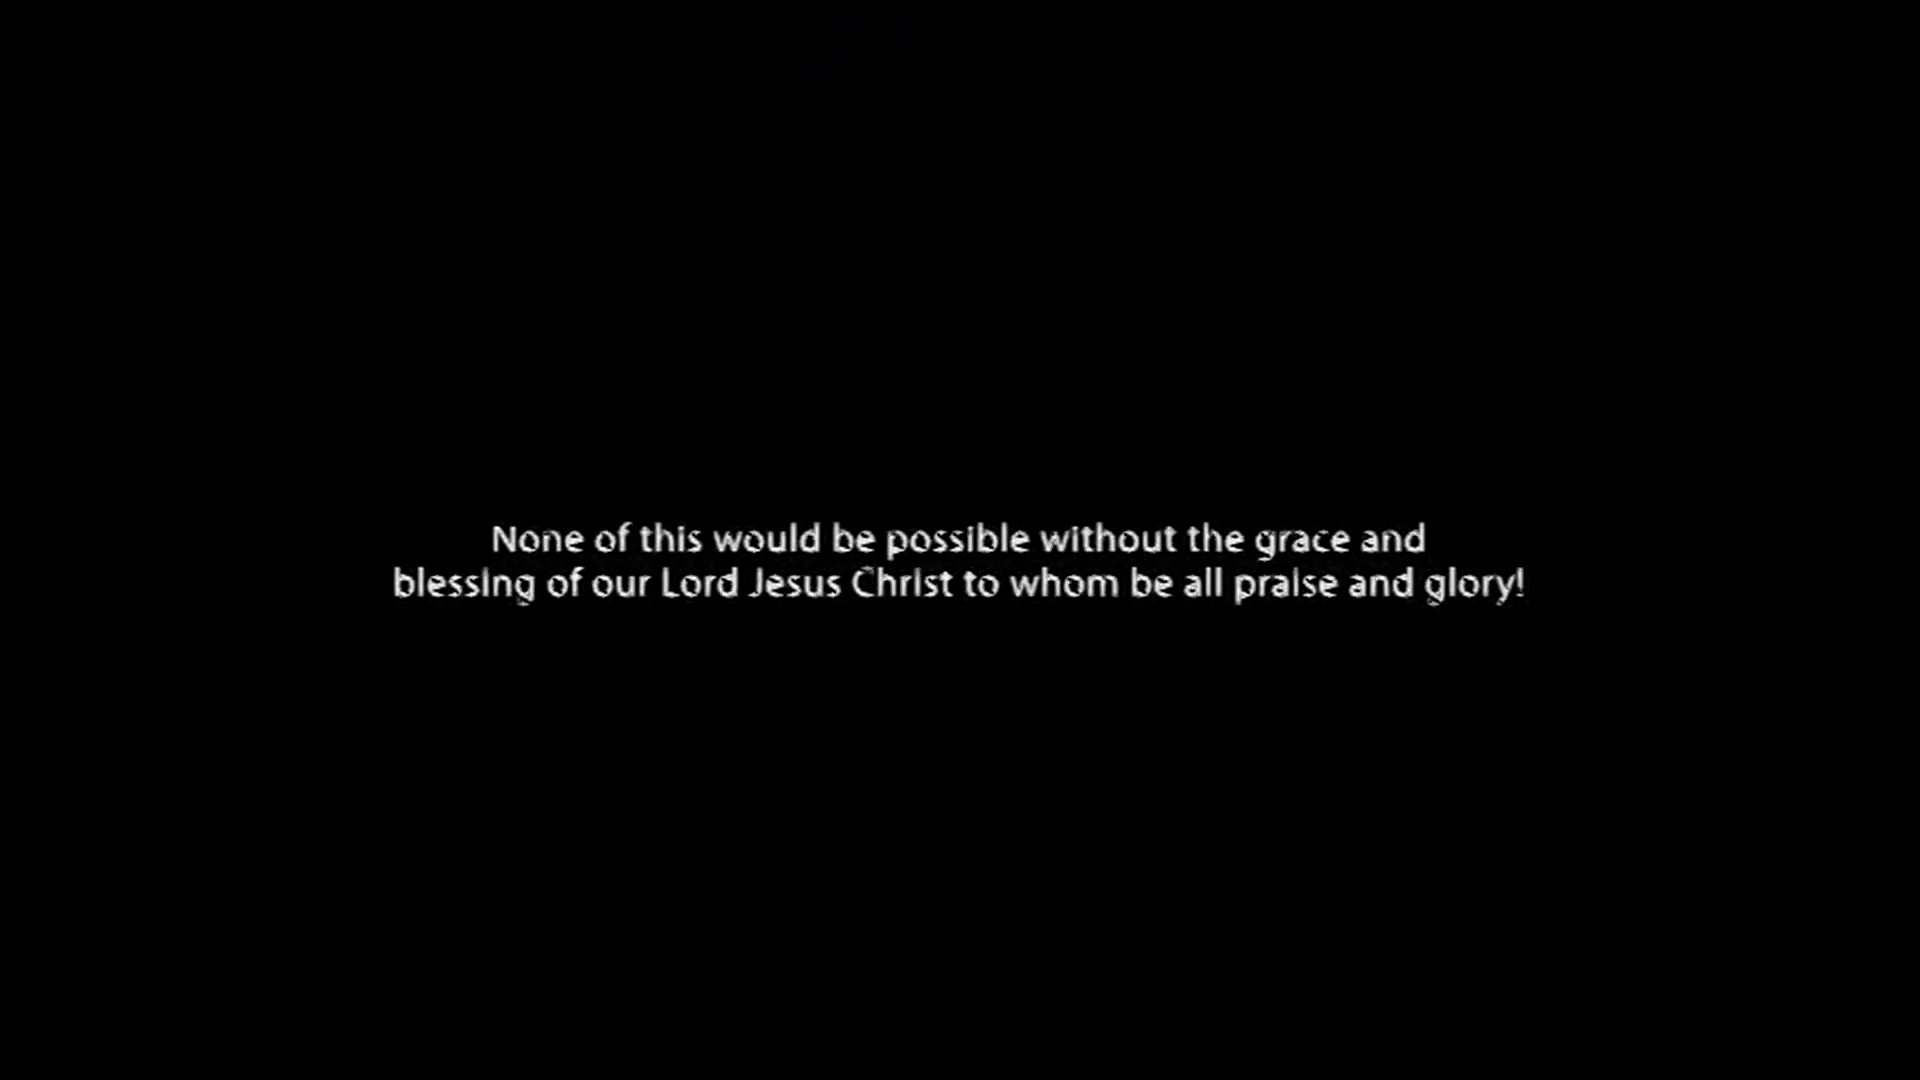 None of this would be possible without the grace and
blessing of our Lord Jesus Christ to whom be all praise and glory!